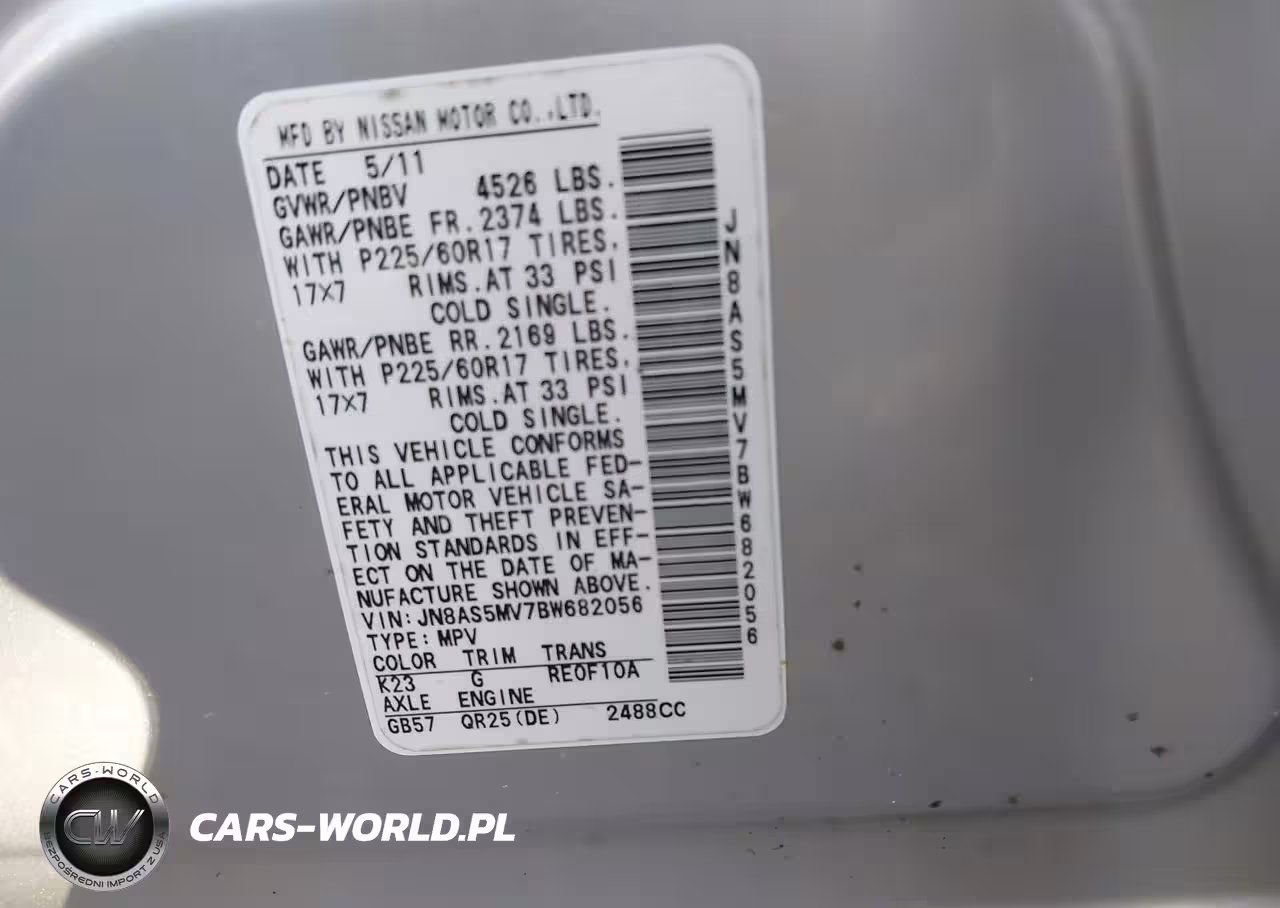 MFD BY NISSAN MOTOR CO.,LTD.
DATE 5/11
GVWR/PNBV 4526 LBS.
GAWR/PNBE FR.2374 LBS.
WITH P225/60R17 TIRES,
17X7 RIMS.AT 33 PSI
COLD SINGLE.
GAWR/PNBE RR.2169 LBS.
WITH P225/60R17 TIRES,
17X7 RIMS.AT 33 PSI
COLD SINGLE.
THIS VEHICLE CONFORMS
TO ALL APPLICABLE FED-
ERAL MOTOR VEHICLE SA-
FETY AND THEFT PREVEN-
TION STANDARDS IN EFF-
ECT ON THE DATE OF MA-
NUFACTURE SHOWN ABOVE.
VIN:JN8AS5MV7BW682056
TYPE:MPV
COLOR TRIM TRANS
K23 G RE0F10A
AXLE ENGINE
GB57 QR25(DE) 2488CC
JN8AS5MV7BW682056
CARS-WORLD
CW
BEZPOŚREDNI IMPORT Z USA
CARS-WORLD.PL